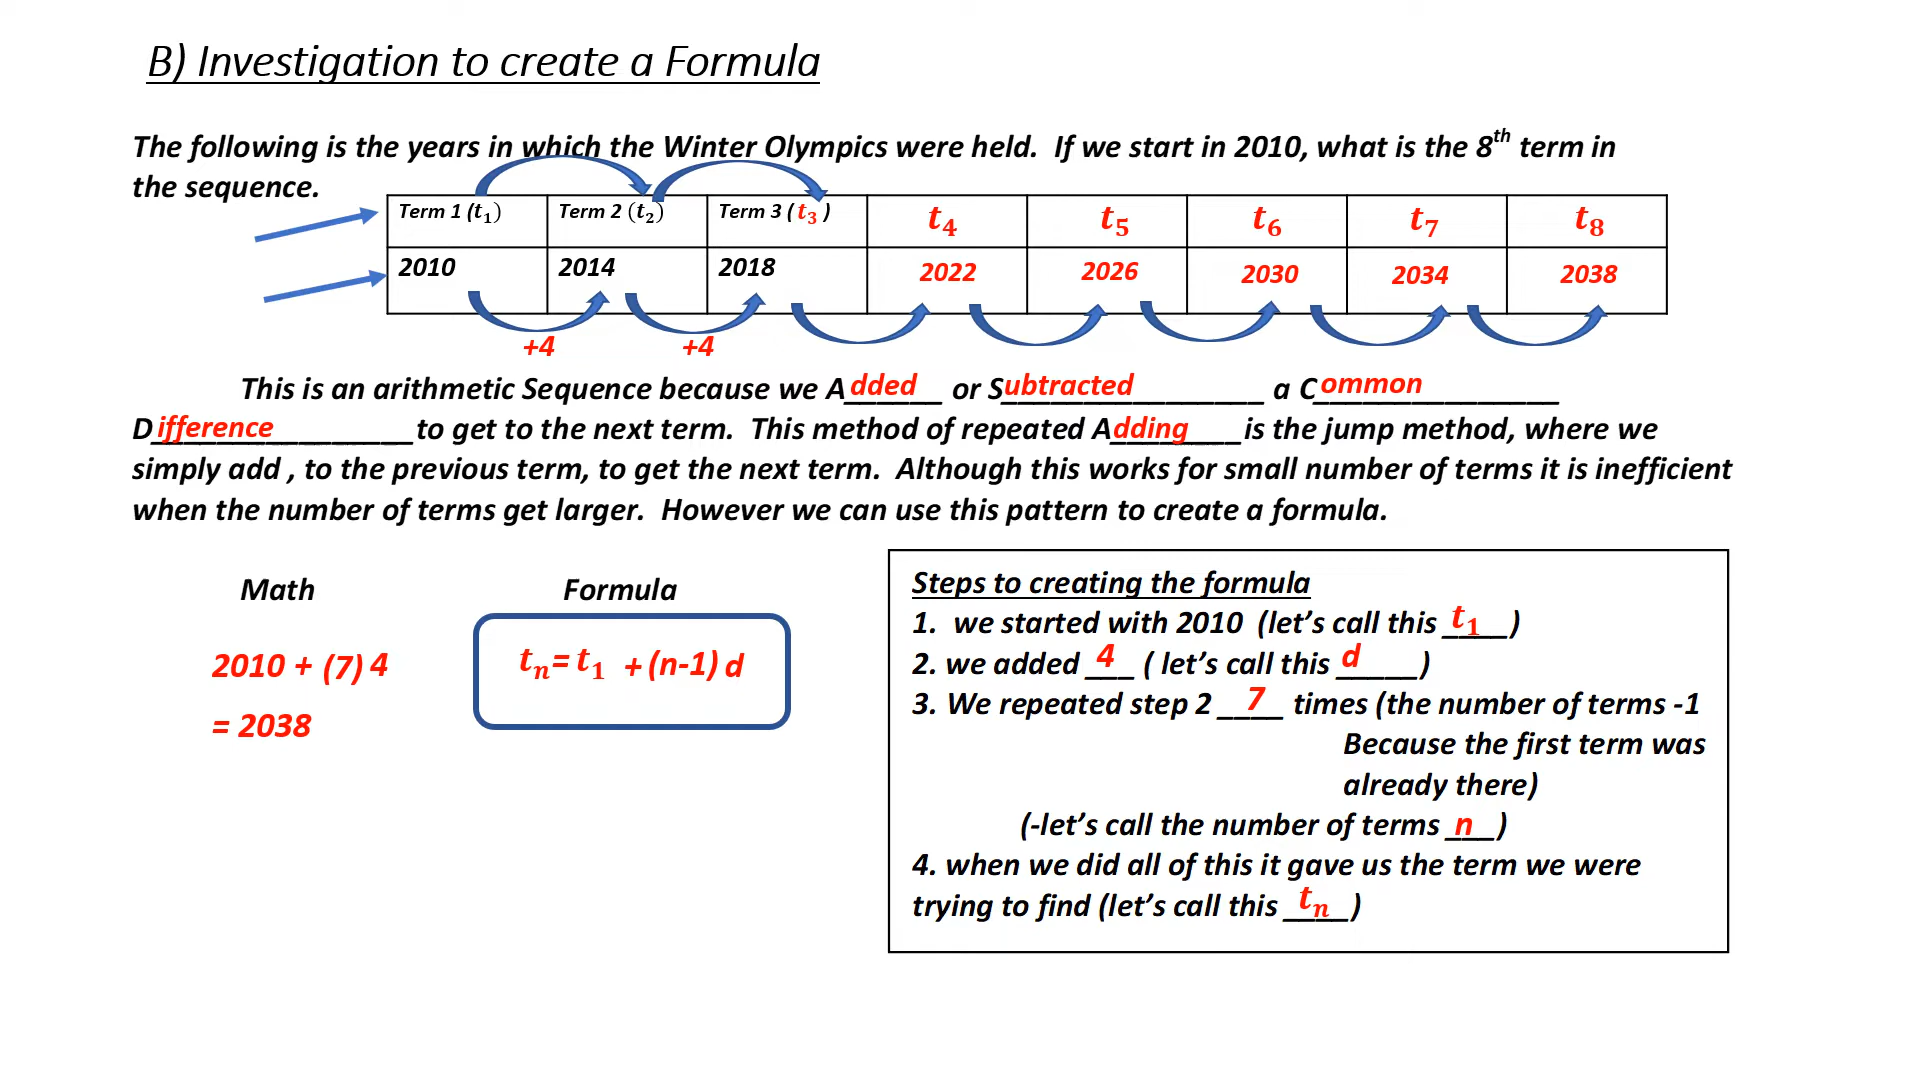 B) Investigation to create a Formula
The following is the years in which the Winter Olympics were held. If we start in 2010, what is the 8th term in
the sequence.
Term 1 (t₁) Term 2 (t₂) Term 3 ( t₃ ) t₄ t₅ t₆ t₇ t₈
2010 2014 2018 2022 2026 2030 2034 2038
+4 +4
This is an arithmetic Sequence because we Added or Subtracted a Common
Difference to get to the next term. This method of repeated Adding is the jump method, where we
simply add , to the previous term, to get the next term. Although this works for small number of terms it is inefficient
when the number of terms get larger. However we can use this pattern to create a formula.
Math Formula
2010 + (7) 4
= 2038
tₙ= t₁ + (n-1) d
Steps to creating the formula
1. we started with 2010 (let’s call this t₁)
2. we added 4 ( let’s call this d)
3. We repeated step 2 7 times (the number of terms -1
Because the first term was
already there)
(-let’s call the number of terms n)
4. when we did all of this it gave us the term we were
trying to find (let’s call this tₙ)